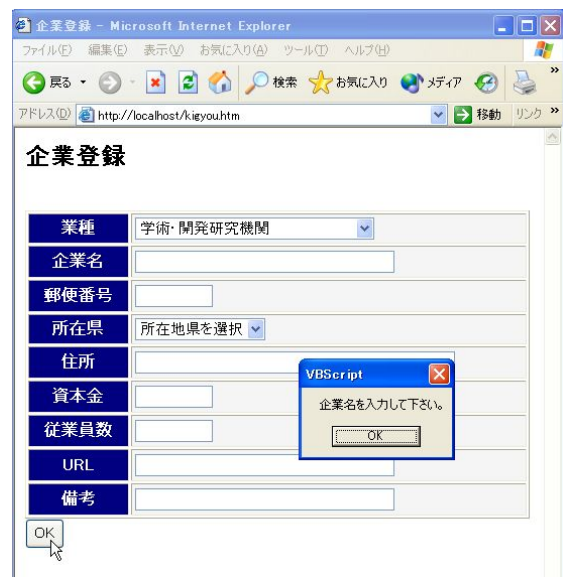 企業登録 - Microsoft Internet Explorer
ファイル(F) 編集(E) 表示(V) お気に入り(A) ツール(T) ヘルプ(H)
戻る 検索 お気に入り メディア »
アドレス(D) http://localhost/kigyou.htm 移動 リンク »
企業登録
業種 学術・開発研究機関
企業名
郵便番号
所在県 所在地県を選択
住所
VBScript
企業名を入力して下さい。
OK
資本金
従業員数
URL
備考
OK